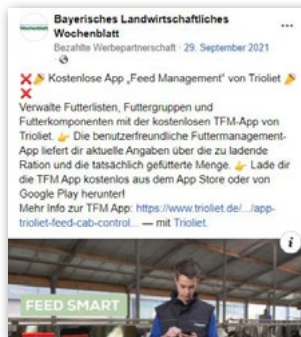 Bayerisches Landwirtschaftliches
Wochenblatt
Wochenblatt
Bezahlte Werbepartnerschaft · 29. September 2021 ·
❌🎉 Kostenlose App „Feed Management" von Trioliet 🎉
❌
Verwalte Futterlisten, Futtergruppen und
Futterkomponenten mit der kostenlosen TFM-App von
Trioliet. 👉 Die benutzerfreundliche Futtermanagement-
App liefert dir aktuelle Angaben über die zu ladende
Ration und die tatsächlich gefütterte Menge. 👉 Lade dir
die TFM App kostenlos aus dem App Store oder von
Google Play herunter!
Mehr Info zur TFM App: https://www.trioliet.de/.../app-
trioliet-feed-cab-control... — mit Trioliet.
FEED SMART